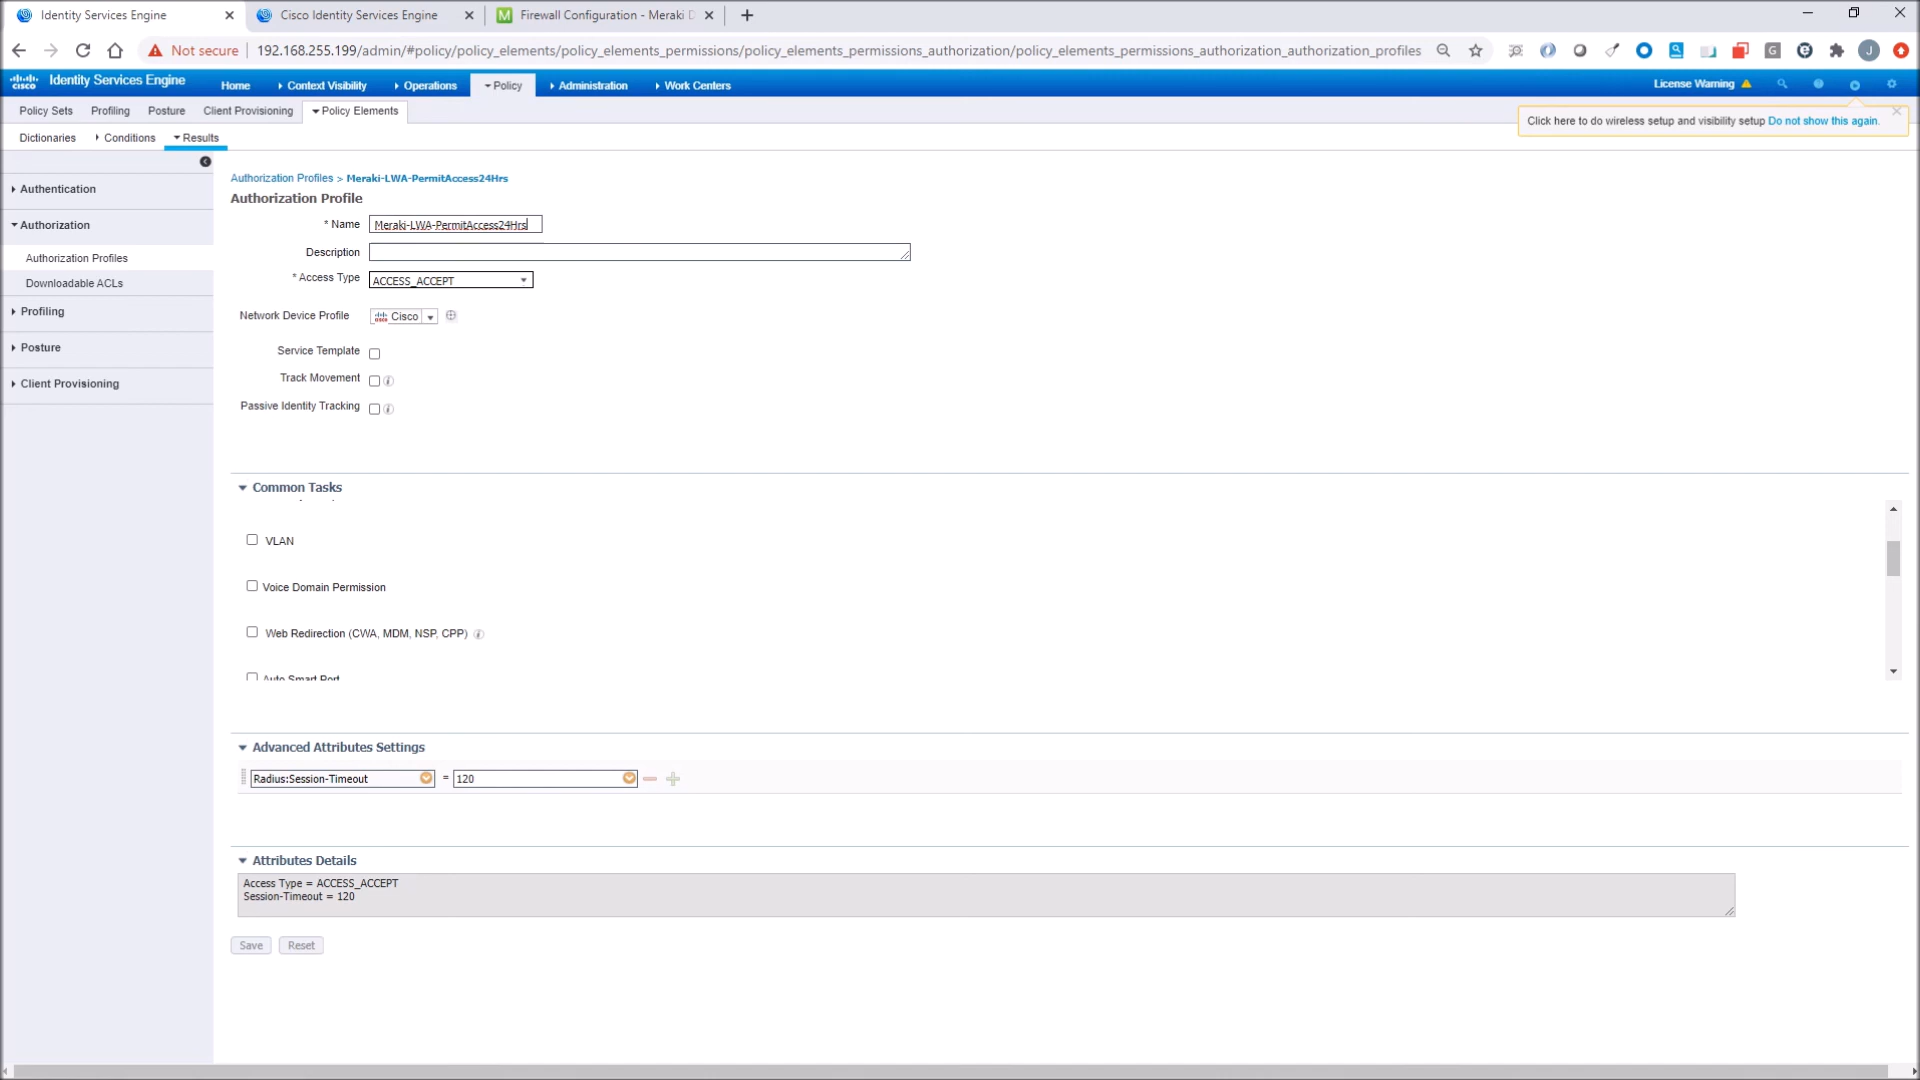 Identity Services Engine
Cisco Identity Services Engine
Firewall Configuration - Meraki D
Not secure
192.168.255.199/admin/#policy/policy_elements/policy_elements_permissions/policy_elements_permissions_authorization/policy_elements_permissions_authorization_authorization_profiles
J
cisco Identity Services Engine
Home
Context Visibility
Operations
Policy
Administration
Work Centers
License Warning
Policy Sets
Profiling
Posture
Client Provisioning
Policy Elements
Click here to do wireless setup and visibility setup Do not show this again.
Dictionaries
Conditions
Results
Authentication
Authorization
Authorization Profiles
Downloadable ACLs
Profiling
Posture
Client Provisioning
Authorization Profiles > Meraki-LWA-PermitAccess24Hrs
Authorization Profile
* Name Meraki-LWA-PermitAccess24Hrs
Description
* Access Type ACCESS_ACCEPT
Network Device Profile Cisco
Service Template
Track Movement
Passive Identity Tracking
Common Tasks
VLAN
Voice Domain Permission
Web Redirection (CWA, MDM, NSP, CPP)
Auto Smart Port
Advanced Attributes Settings
Radius:Session-Timeout = 120
Attributes Details
Access Type = ACCESS_ACCEPT
Session-Timeout = 120
Save
Reset